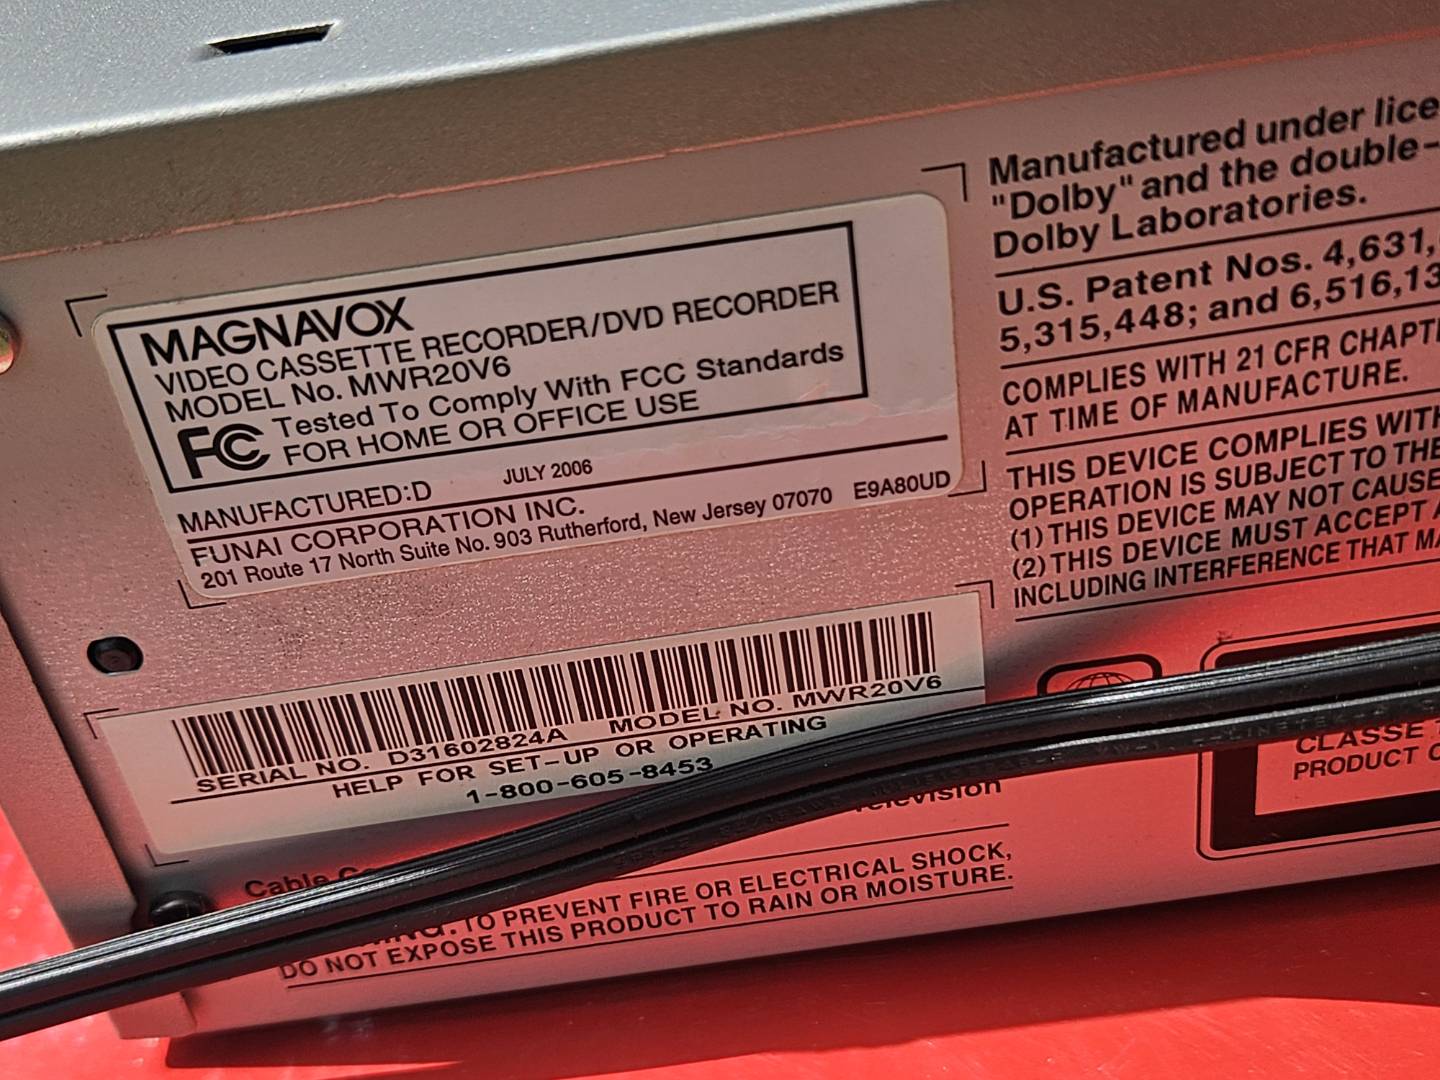 MAGNAVOX
VIDEO CASSETTE RECORDER/DVD RECORDER
MODEL No. MWR20V6
FC Tested To Comply With FCC Standards
FOR HOME OR OFFICE USE
MANUFACTURED:D JULY 2006
FUNAI CORPORATION INC.
201 Route 17 North Suite No. 903 Rutherford, New Jersey 07070 E9A80UD
SERIAL NO. D31602824A MODEL NO. MWR20V6
HELP FOR SET-UP OR OPERATING
1-800-605-8453
Cable
Television
TO PREVENT FIRE OR ELECTRICAL SHOCK,
DO NOT EXPOSE THIS PRODUCT TO RAIN OR MOISTURE.
Manufactured under lice
"Dolby" and the double-
Dolby Laboratories.
U.S. Patent Nos. 4,631,
5,315,448; and 6,516,13
COMPLIES WITH 21 CFR CHAPT
AT TIME OF MANUFACTURE.
THIS DEVICE COMPLIES WITH
OPERATION IS SUBJECT TO THE
(1) THIS DEVICE MAY NOT CAUSE
(2) THIS DEVICE MUST ACCEPT A
INCLUDING INTERFERENCE THAT MA
CLASSE
PRODUCT